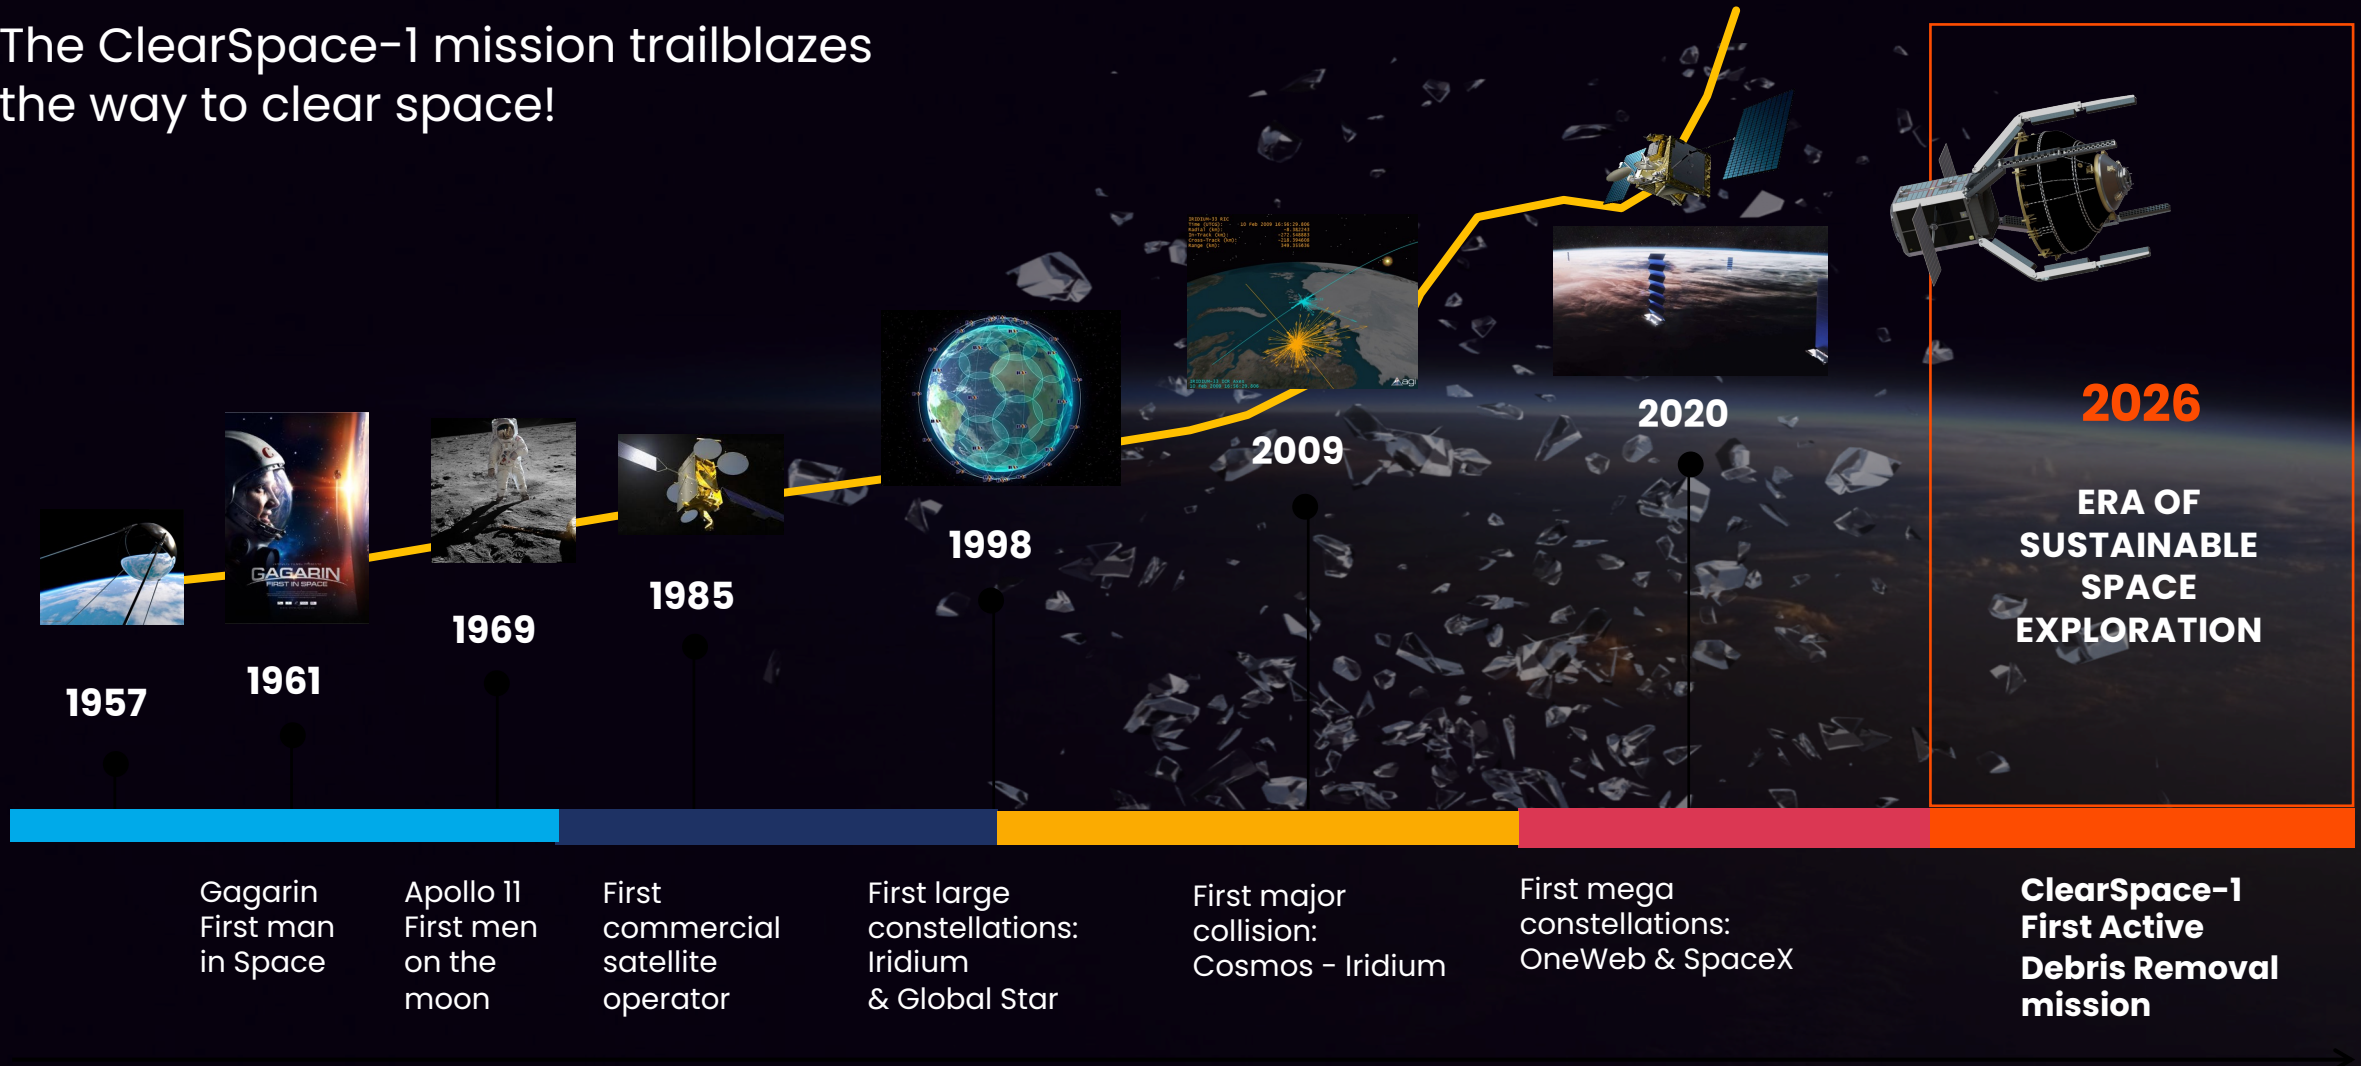 The ClearSpace-1 mission trailblazes
the way to clear space!
1957
GAGARIN
FIRST IN SPACE
1961
Gagarin
First man
in Space
1969
Apollo 11
First men
on the
moon
1985
First
commercial
satellite
operator
1998
First large
constellations:
Iridium
& Global Star
agi
2009
First major
collision:
Cosmos - Iridium
2020
First mega
constellations:
OneWeb & SpaceX
2026
ERA OF
SUSTAINABLE
SPACE
EXPLORATION
ClearSpace-1
First Active
Debris Removal
mission